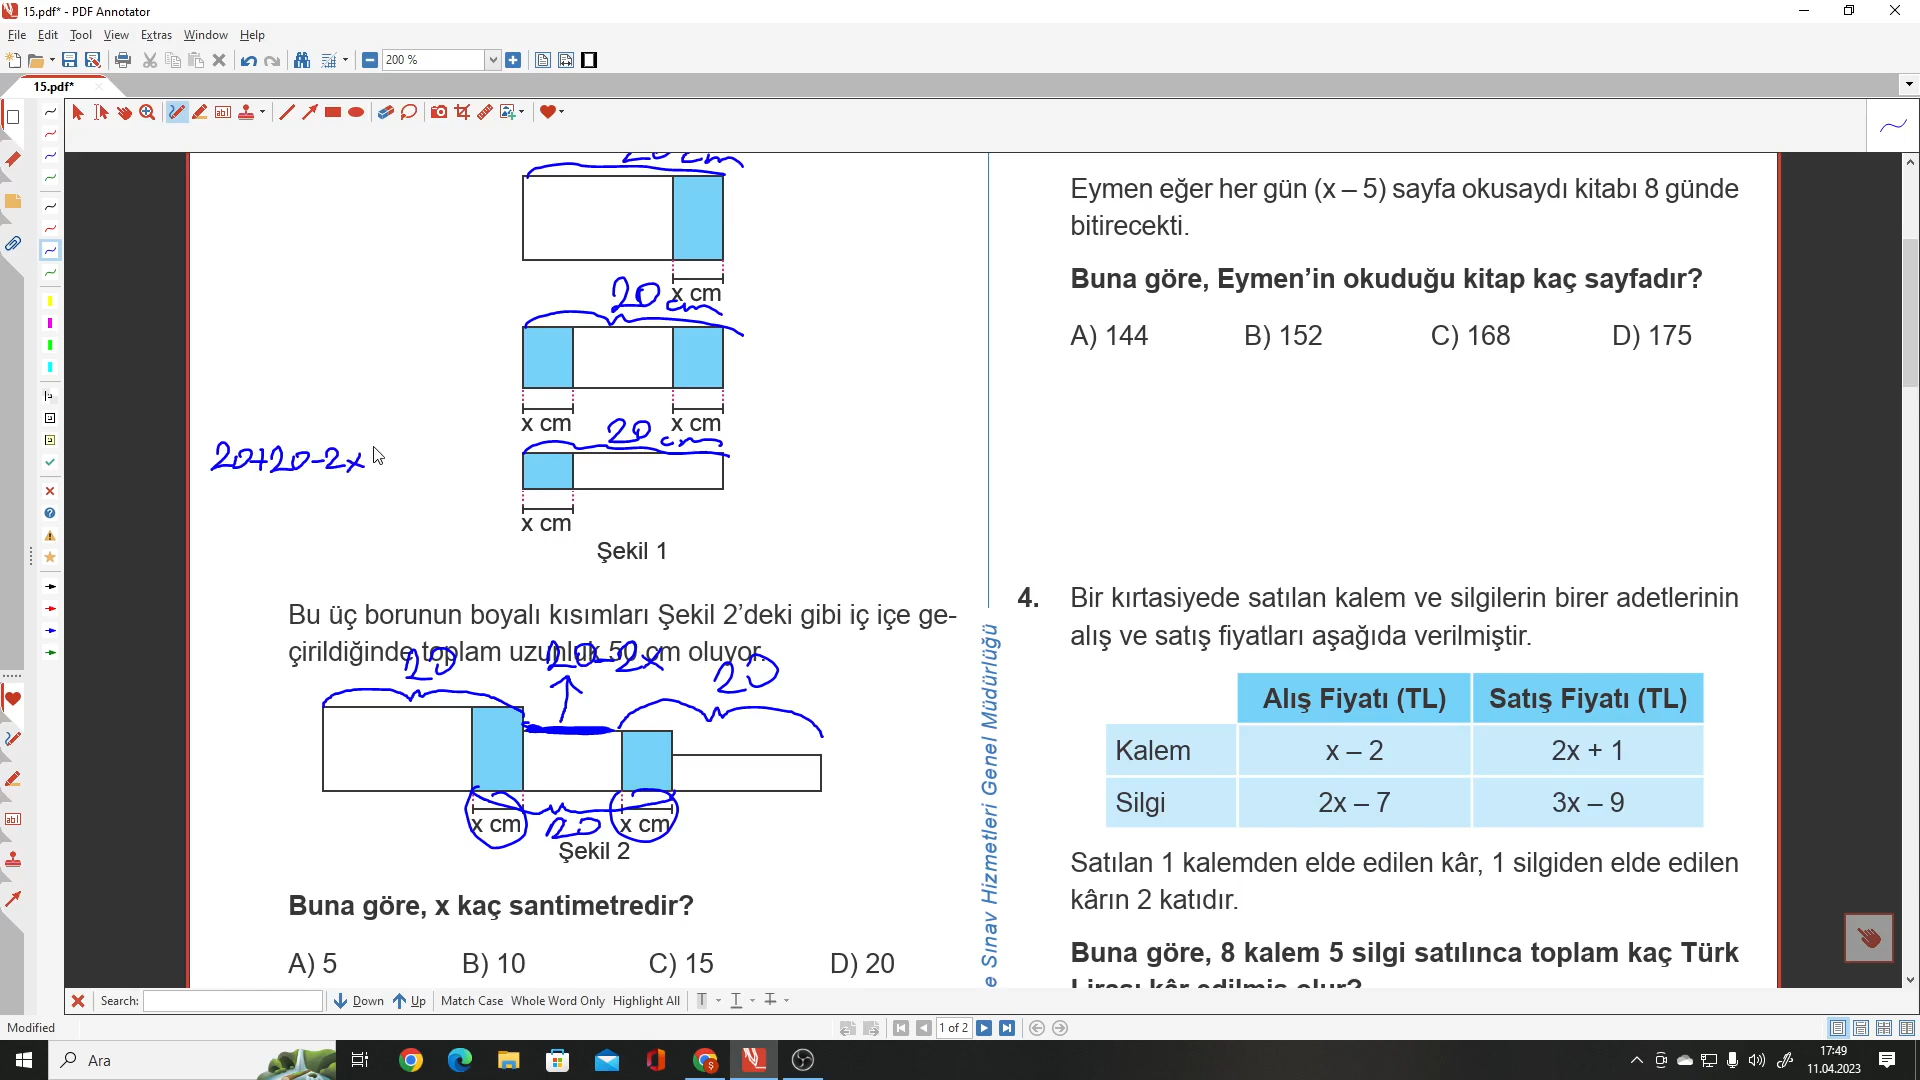 15.pdf* - PDF Annotator
File Edit Tool View Extras Window Help
200 %
15.pdf*
20 cm
x cm
20 cm
x cm x cm
20 cm
x cm
20+20-2x
Şekil 1
Bu üç borunun boyalı kısımları Şekil 2’deki gibi iç içe ge-
çirildiğinde toplam uzunluk 50 cm oluyor.
20 20-2x 20
x cm 20 x cm
Şekil 2
Buna göre, x kaç santimetredir?
A) 5 B) 10 C) 15 D) 20
e Sınav Hizmetleri Genel Müdürlüğü
Eymen eğer her gün (x – 5) sayfa okusaydı kitabı 8 günde
bitirecekti.
Buna göre, Eymen’in okuduğu kitap kaç sayfadır?
A) 144 B) 152 C) 168 D) 175
4. Bir kırtasiyede satılan kalem ve silgilerin birer adetlerinin
alış ve satış fiyatları aşağıda verilmiştir.
Alış Fiyatı (TL) Satış Fiyatı (TL)
Kalem x – 2 2x + 1
Silgi 2x – 7 3x – 9
Satılan 1 kalemden elde edilen kâr, 1 silgiden elde edilen
kârın 2 katıdır.
Buna göre, 8 kalem 5 silgi satılınca toplam kaç Türk
Lirası kâr edilmiş olur?
Search: Down Up Match Case Whole Word Only Highlight All
Modified
1 of 2
Ara
17:49
11.04.2023